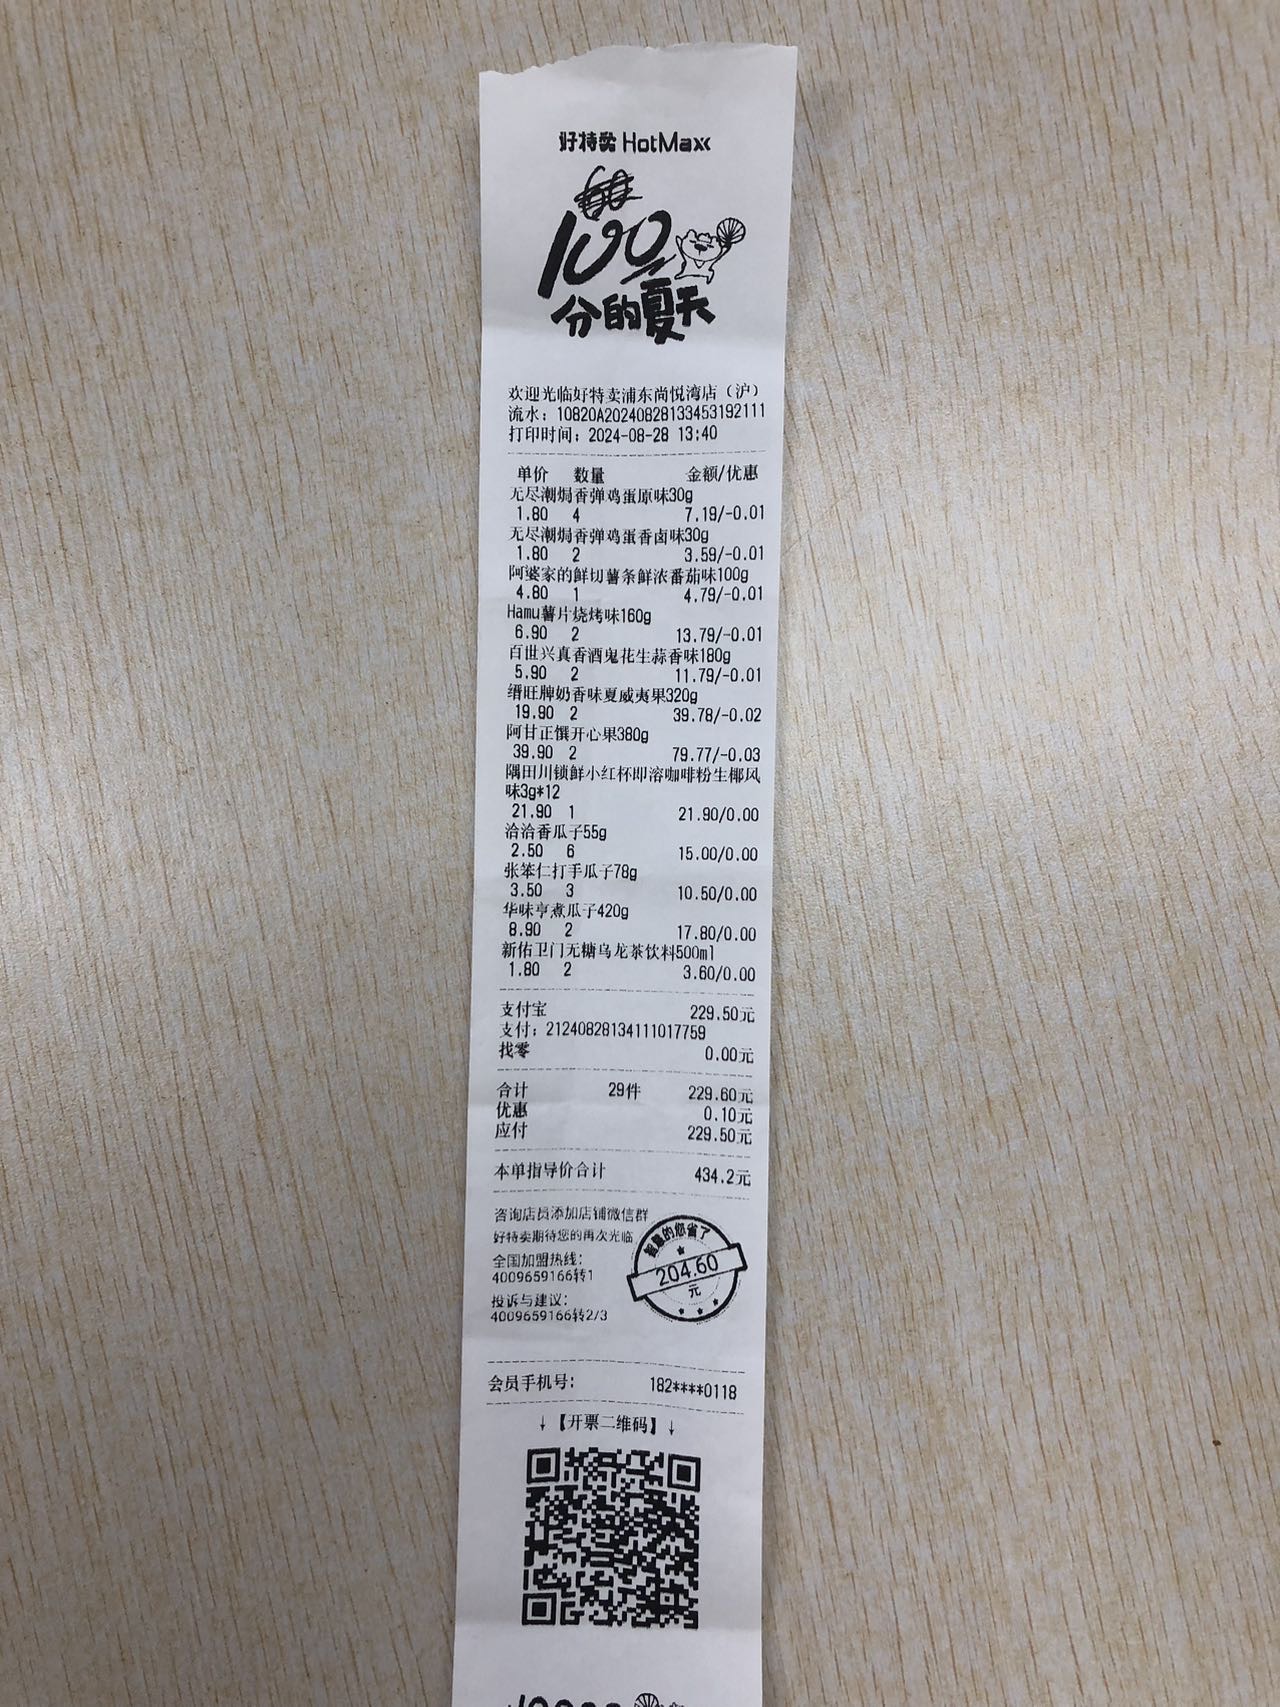 好特卖 HotMaxx
100
分的夏天
欢迎光临好特卖浦东尚悦湾店（沪）
流水：10820A20240828133453192111
打印时间：2024-08-28 13:40
单价 数量 金额/优惠
无尽潮焗香弹鸡蛋原味30g
1.80 4 7.19/-0.01
无尽潮焗香弹鸡蛋香卤味30g
1.80 2 3.59/-0.01
阿婆家的鲜切薯条鲜浓番茄味100g
4.80 1 4.79/-0.01
Hamu薯片烧烤味160g
6.90 2 13.79/-0.01
百世兴真香酒鬼花生蒜香味180g
5.90 2 11.79/-0.01
缙旺牌奶香味夏威夷果320g
19.90 2 39.78/-0.02
阿甘正馔开心果380g
39.90 2 79.77/-0.03
隅田川锁鲜小红杯即溶咖啡粉生椰风
味3g*12
21.90 1 21.90/0.00
洽洽香瓜子55g
2.50 6 15.00/0.00
张笨仁打手瓜子78g
3.50 3 10.50/0.00
华味亨煮瓜子420g
8.90 2 17.80/0.00
新佑卫门无糖乌龙茶饮料500ml
1.80 2 3.60/0.00
支付宝 229.50元
支付：21240828134111017759
找零 0.00元
合计 29件 229.60元
优惠 0.10元
应付 229.50元
本单指导价合计 434.2元
咨询店员添加店铺微信群
好特卖期待您的再次光临
全国加盟热线：
4009659166转1
投诉与建议：
4009659166转2/3
智慧的您省了
204.60
元
会员手机号： 182****0118
↓【开票二维码】↓